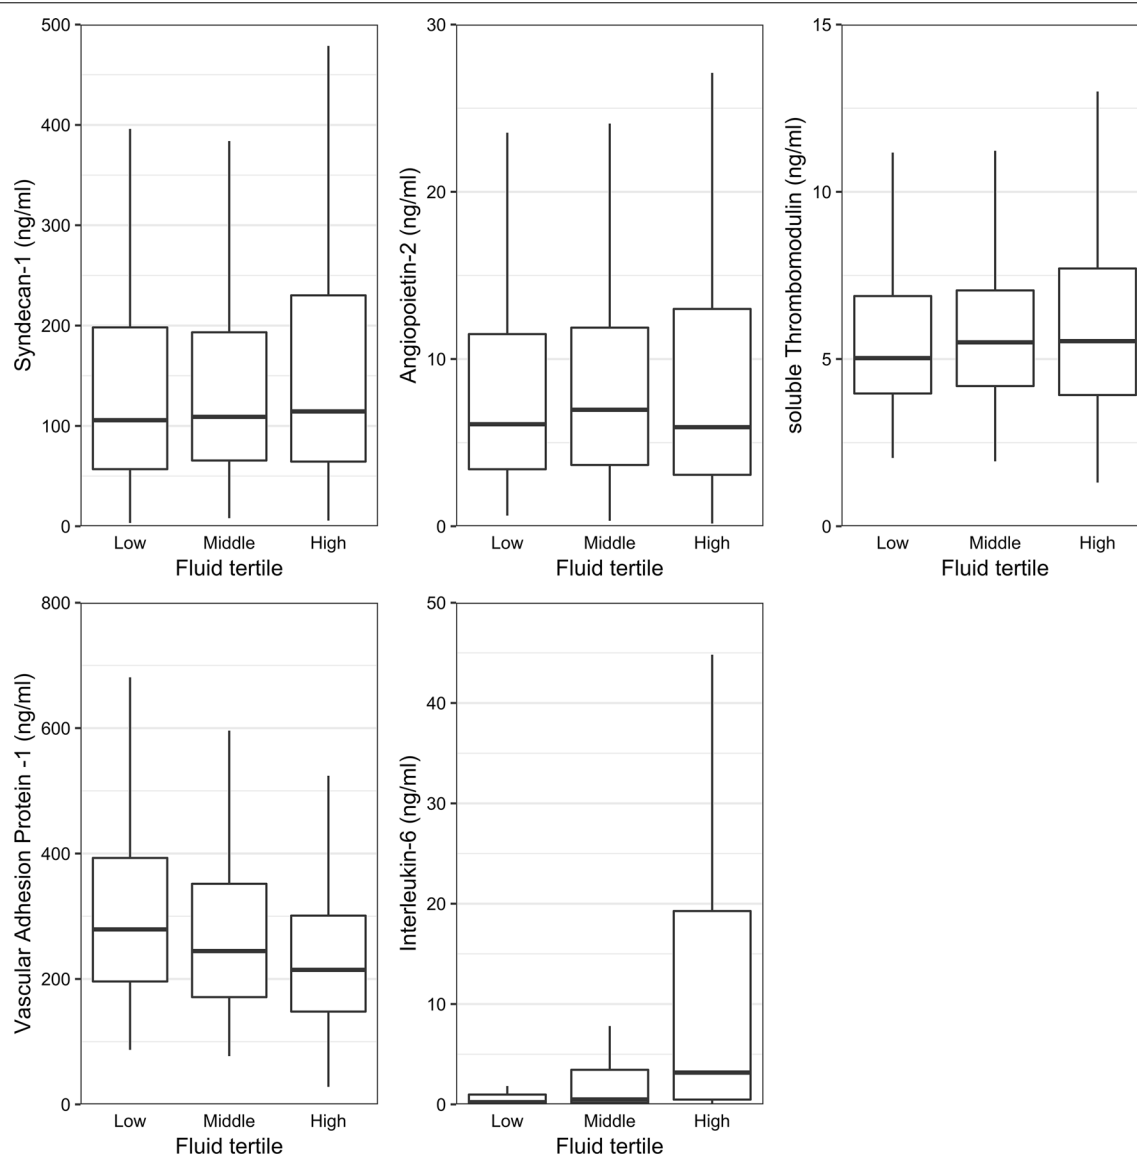 Syndecan-1 (ng/ml)
500
400
300
200
100
0
Low Middle High
Fluid tertile
Angiopoietin-2 (ng/ml)
30
20
10
0
Low Middle High
Fluid tertile
soluble Thrombomodulin (ng/ml)
15
10
5
0
Low Middle High
Fluid tertile
Vascular Adhesion Protein -1 (ng/ml)
800
600
400
200
0
Low Middle High
Fluid tertile
Interleukin-6 (ng/ml)
50
40
30
20
10
0
Low Middle High
Fluid tertile